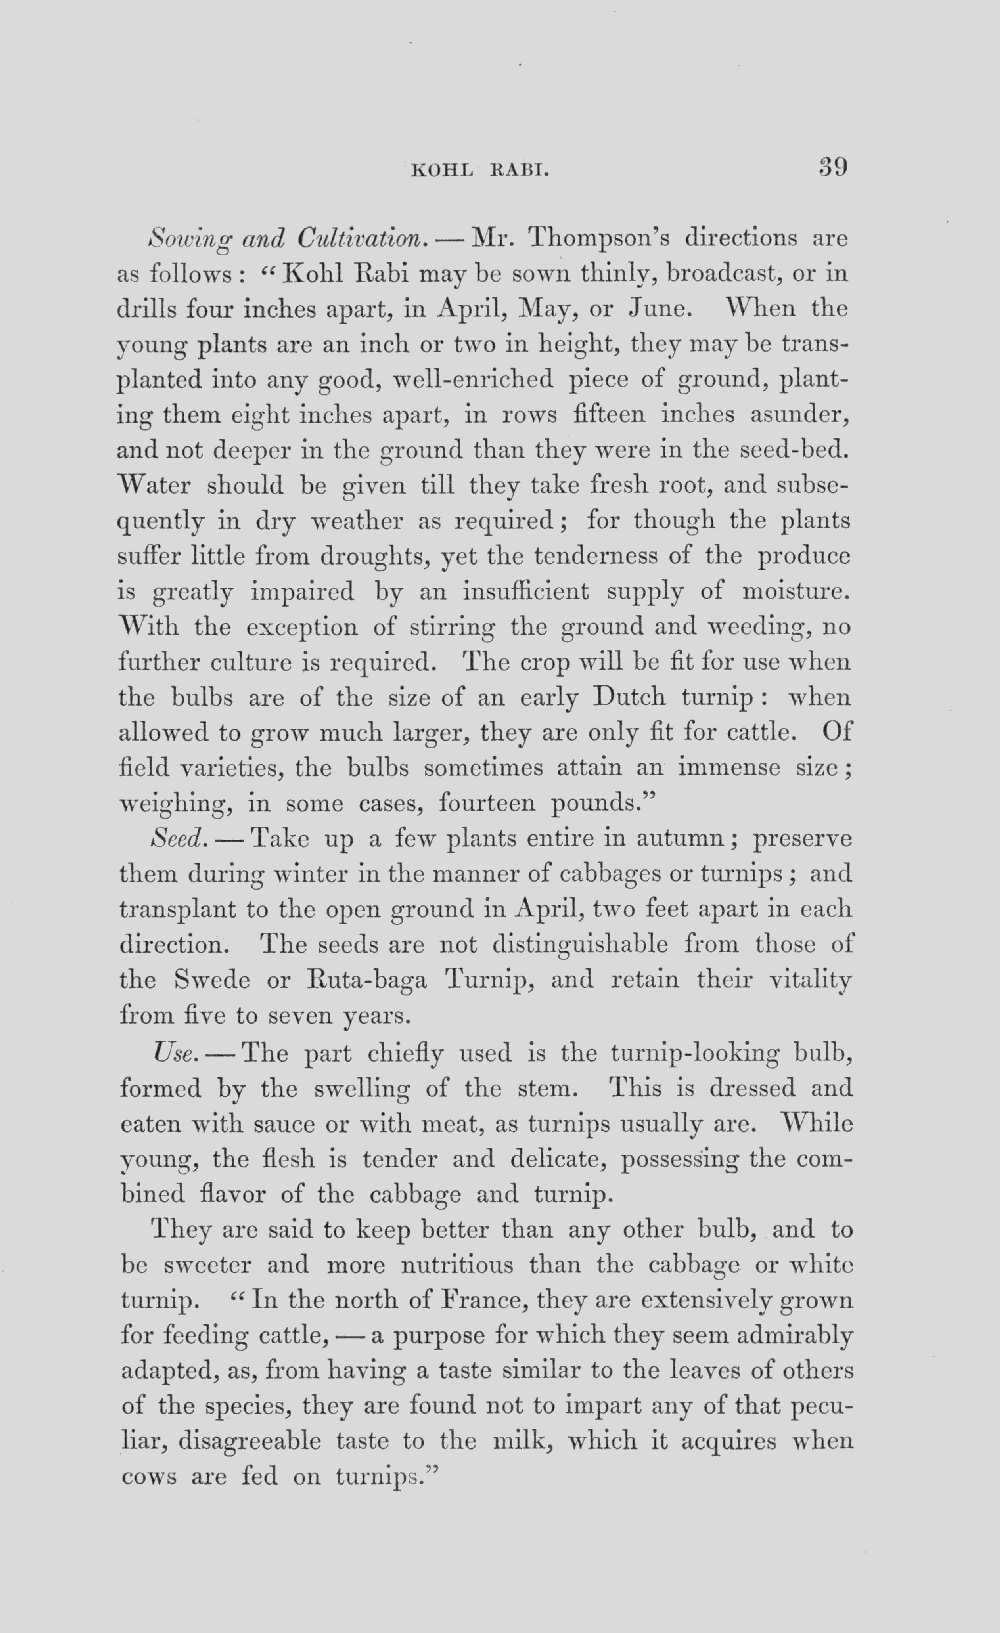 KOHL RABI. 39
Sowing and Cultivation. — Mr. Thompson's directions are
as follows : “ Kohl Rabi may be sown thinly, broadcast, or in
drills four inches apart, in April, May, or June. When the
young plants are an inch or two in height, they may be trans-
planted into any good, well-enriched piece of ground, plant-
ing them eight inches apart, in rows fifteen inches asunder,
and not deeper in the ground than they were in the seed-bed.
Water should be given till they take fresh root, and subse-
quently in dry weather as required ; for though the plants
suffer little from droughts, yet the tenderness of the produce
is greatly impaired by an insufficient supply of moisture.
With the exception of stirring the ground and weeding, no
further culture is required. The crop will be fit for use when
the bulbs are of the size of an early Dutch turnip : when
allowed to grow much larger, they are only fit for cattle. Of
field varieties, the bulbs sometimes attain an immense size ;
weighing, in some cases, fourteen pounds.”
Seed. — Take up a few plants entire in autumn ; preserve
them during winter in the manner of cabbages or turnips ; and
transplant to the open ground in April, two feet apart in each
direction. The seeds are not distinguishable from those of
the Swede or Ruta-baga Turnip, and retain their vitality
from five to seven years.
Use. — The part chiefly used is the turnip-looking bulb,
formed by the swelling of the stem. This is dressed and
eaten with sauce or with meat, as turnips usually are. While
young, the flesh is tender and delicate, possessing the com-
bined flavor of the cabbage and turnip.
They are said to keep better than any other bulb, and to
be sweeter and more nutritious than the cabbage or white
turnip. “ In the north of France, they are extensively grown
for feeding cattle, — a purpose for which they seem admirably
adapted, as, from having a taste similar to the leaves of others
of the species, they are found not to impart any of that pecu-
liar, disagreeable taste to the milk, which it acquires when
cows are fed on turnips.”